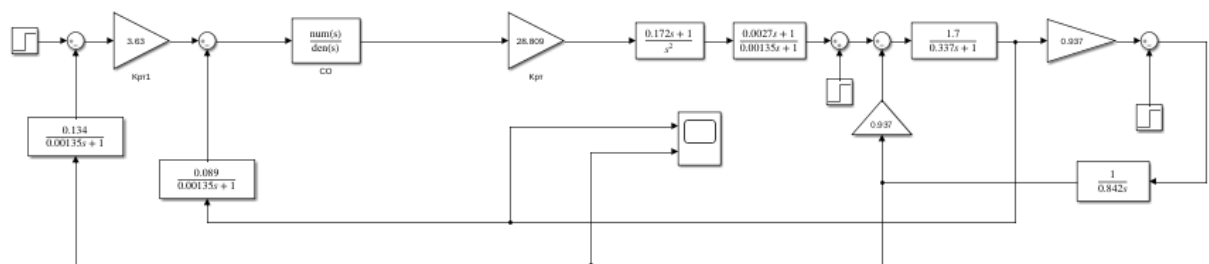 3.63
Крт1
num(s)
den(s)
CO
28.809
Крт
0.172s + 1
s²
0.0027s + 1
0.00135s + 1
1.7
0.337s + 1
0.937
0.134
0.00135s + 1
0.089
0.00135s + 1
0.937
1
0.842s